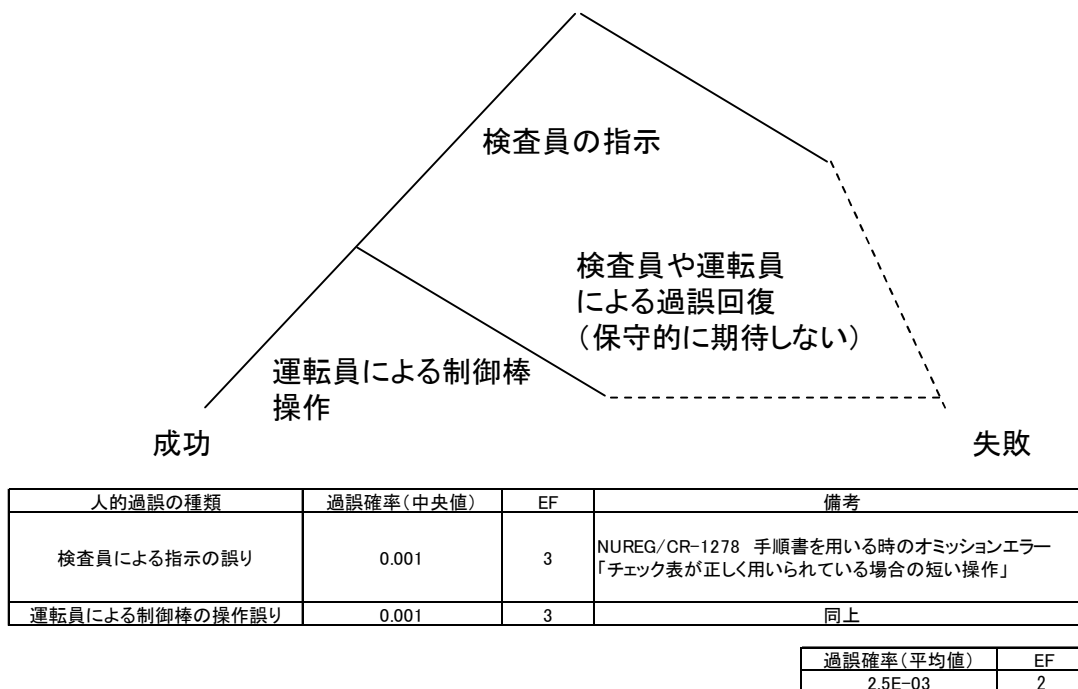 検査員の指示
検査員や運転員
による過誤回復
(保守的に期待しない)
運転員による制御棒
操作
成功
失敗
人的過誤の種類 過誤確率(中央値) EF 備考
検査員による指示の誤り 0.001 3 NUREG/CR-1278 手順書を用いる時のオミッションエラー
「チェック表が正しく用いられている場合の短い操作」
運転員による制御棒の操作誤り 0.001 3 同上
過誤確率(平均値) EF
2.5E-03 2